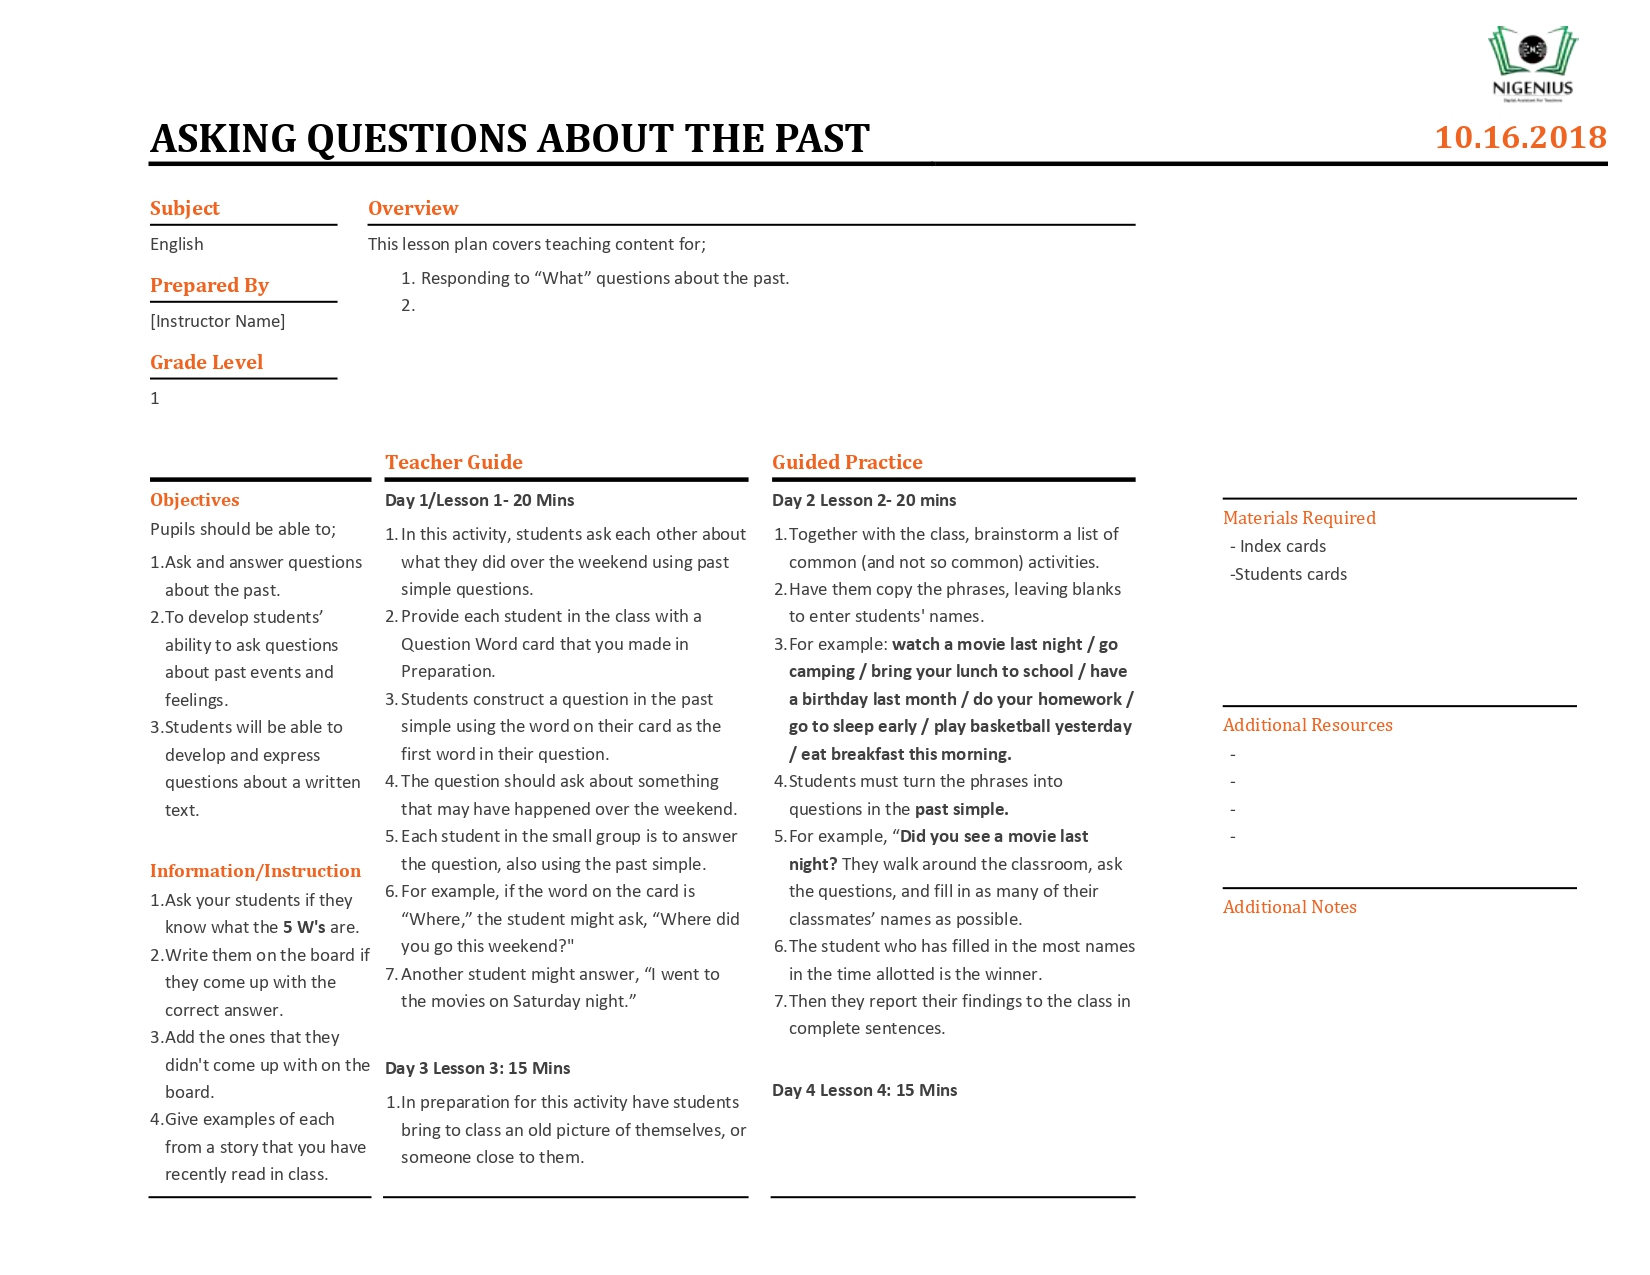 NIGENIUS
Digital Assistant For Teachers
ASKING QUESTIONS ABOUT THE PAST
10.16.2018
Subject
English
Prepared By
[Instructor Name]
Grade Level
1
Overview
This lesson plan covers teaching content for;
1. Responding to “What” questions about the past.
2.
Objectives
Pupils should be able to;
1.Ask and answer questions
about the past.
2.To develop students’
ability to ask questions
about past events and
feelings.
3.Students will be able to
develop and express
questions about a written
text.
Information/Instruction
1.Ask your students if they
know what the 5 W's are.
2.Write them on the board if
they come up with the
correct answer.
3.Add the ones that they
didn't come up with on the
board.
4.Give examples of each
from a story that you have
recently read in class.
Teacher Guide
Day 1/Lesson 1- 20 Mins
1. In this activity, students ask each other about
what they did over the weekend using past
simple questions.
2. Provide each student in the class with a
Question Word card that you made in
Preparation.
3. Students construct a question in the past
simple using the word on their card as the
first word in their question.
4. The question should ask about something
that may have happened over the weekend.
5. Each student in the small group is to answer
the question, also using the past simple.
6. For example, if the word on the card is
“Where,” the student might ask, “Where did
you go this weekend?"
7. Another student might answer, “I went to
the movies on Saturday night.”
Day 3 Lesson 3: 15 Mins
1.In preparation for this activity have students
bring to class an old picture of themselves, or
someone close to them.
Guided Practice
Day 2 Lesson 2- 20 mins
1.Together with the class, brainstorm a list of
common (and not so common) activities.
2.Have them copy the phrases, leaving blanks
to enter students' names.
3.For example: watch a movie last night / go
camping / bring your lunch to school / have
a birthday last month / do your homework /
go to sleep early / play basketball yesterday
/ eat breakfast this morning.
4.Students must turn the phrases into
questions in the past simple.
5.For example, “Did you see a movie last
night? They walk around the classroom, ask
the questions, and fill in as many of their
classmates’ names as possible.
6.The student who has filled in the most names
in the time allotted is the winner.
7.Then they report their findings to the class in
complete sentences.
Day 4 Lesson 4: 15 Mins
Materials Required
- Index cards
-Students cards
Additional Resources
-
-
-
-
Additional Notes